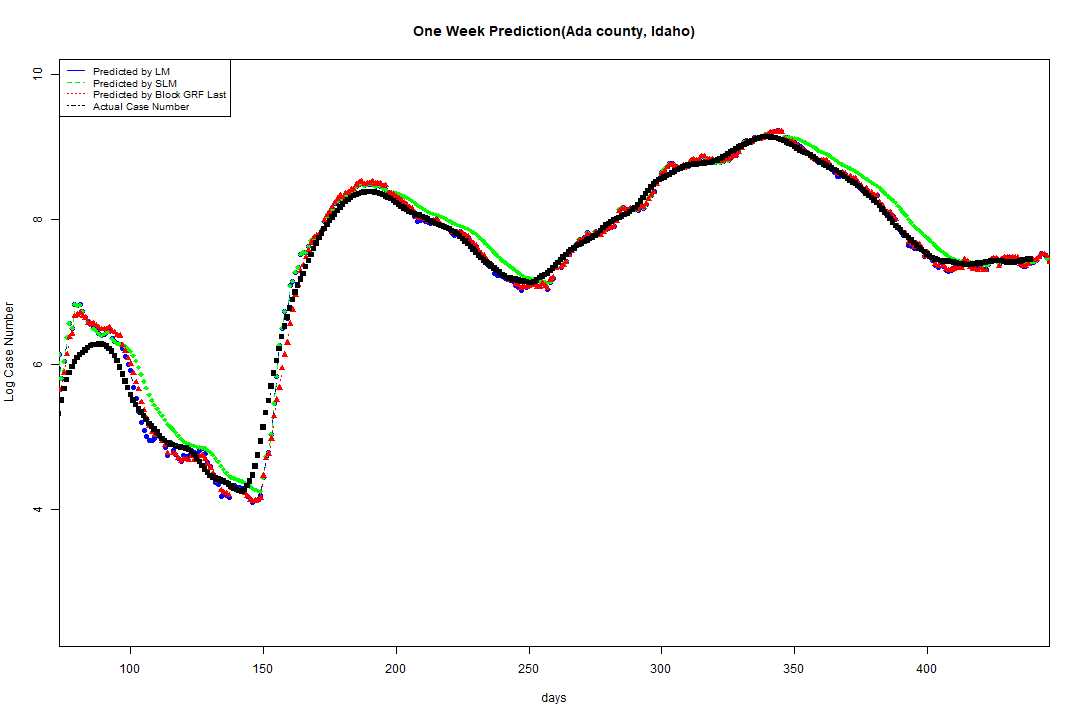 One Week Prediction(Ada county, Idaho)
Predicted by LM
Predicted by SLM
Predicted by Block GRF Last
Actual Case Number
10
8
6
4
Log Case Number
100 150 200 250 300 350 400
days